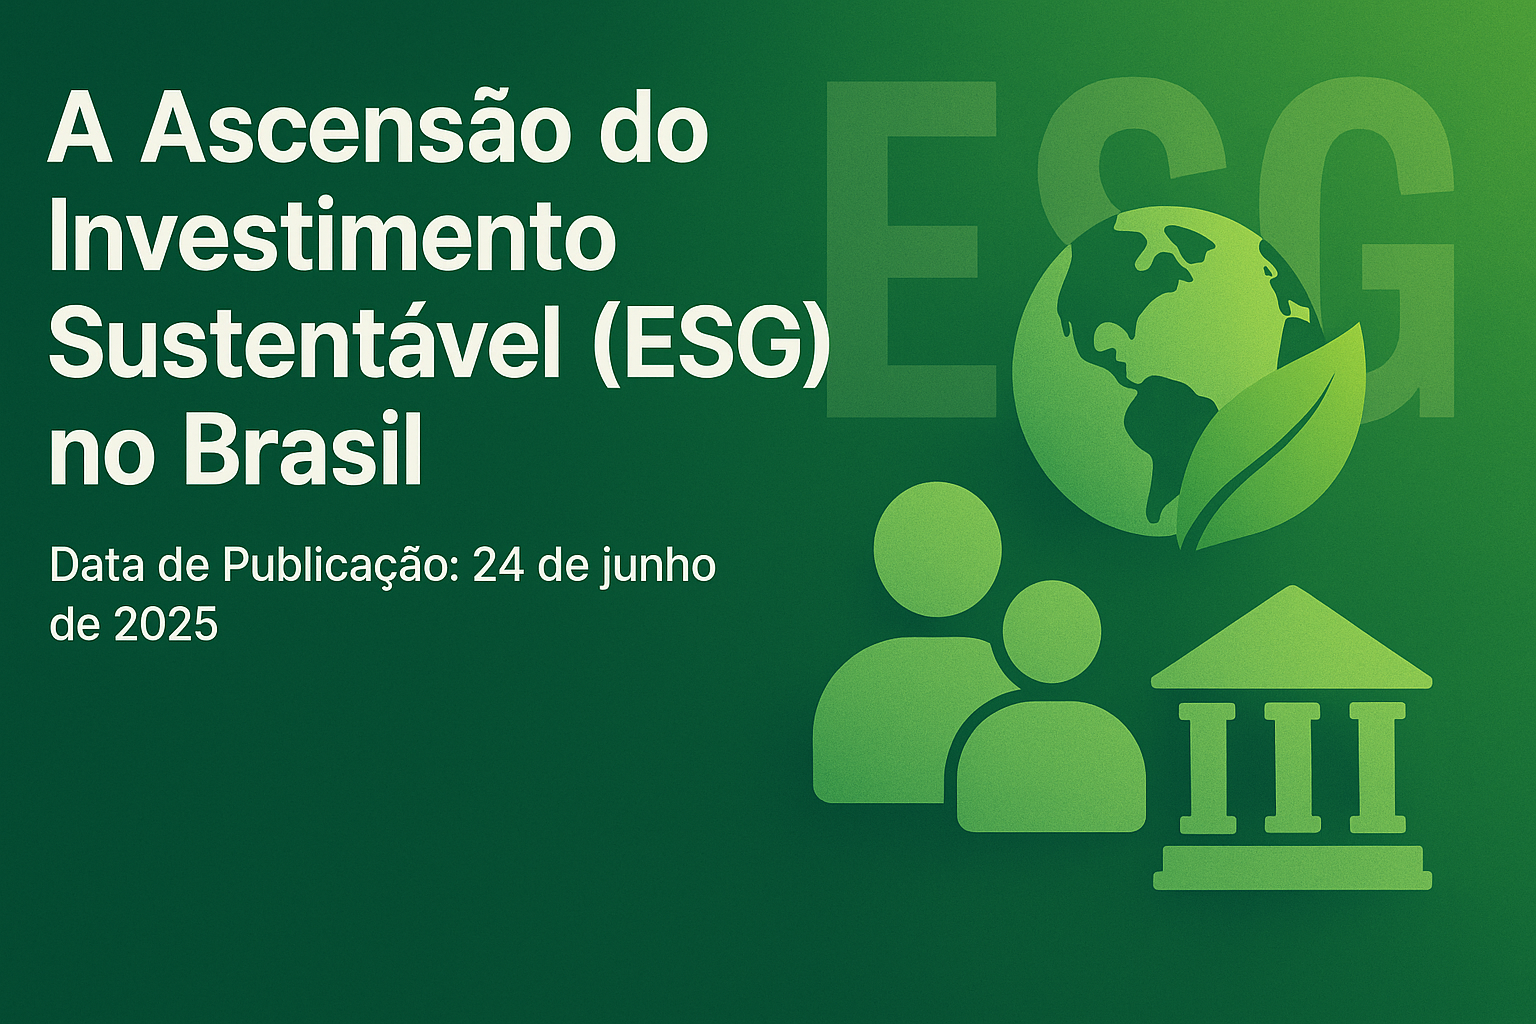 A Ascensão do
Investimento
Sustentável (ESG)
no Brasil
Data de Publicação: 24 de junho
de 2025
ESG